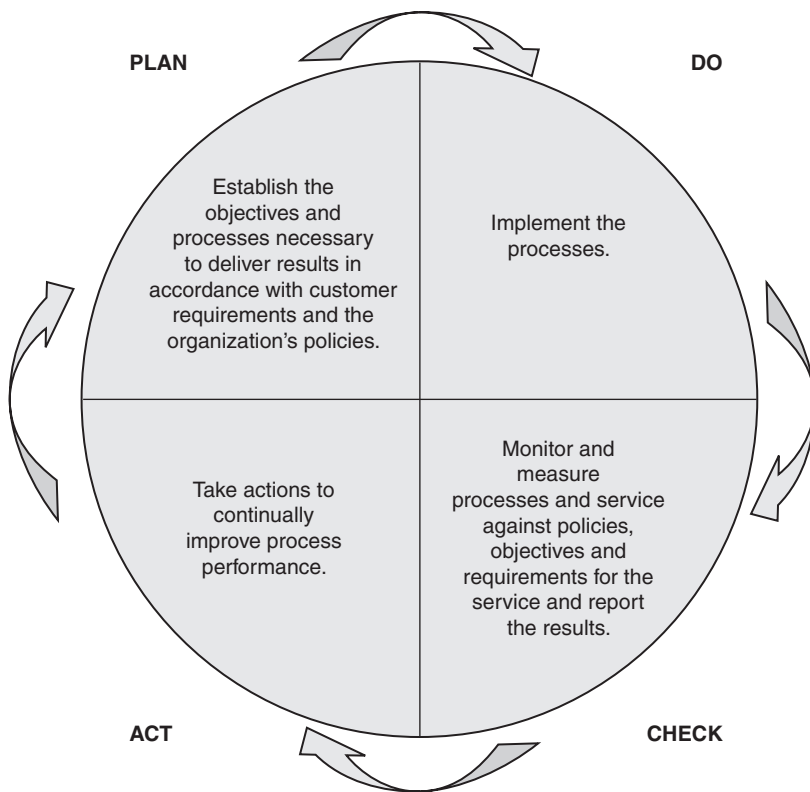 PLAN
DO
Establish the
objectives and
processes necessary
to deliver results in
accordance with customer
requirements and the
organization’s policies.
Implement the
processes.
Take actions to
continually
improve process
performance.
Monitor and
measure
processes and service
against policies,
objectives and
requirements for the
service and report
the results.
ACT
CHECK